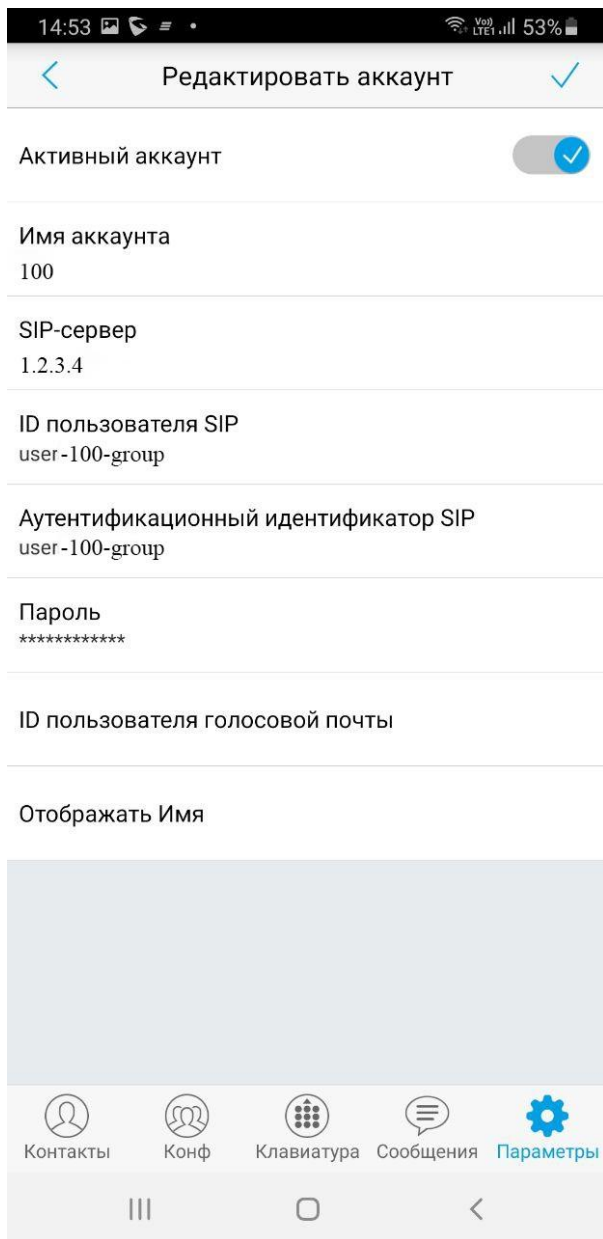 14:53 Vo)) LTE1 53%
Редактировать аккаунт
Активный аккаунт
Имя аккаунта
100
SIP-сервер
1.2.3.4
ID пользователя SIP
user-100-group
Аутентификационный идентификатор SIP
user-100-group
Пароль
************
ID пользователя голосовой почты
Отображать Имя
Контакты Конф Клавиатура Сообщения Параметры